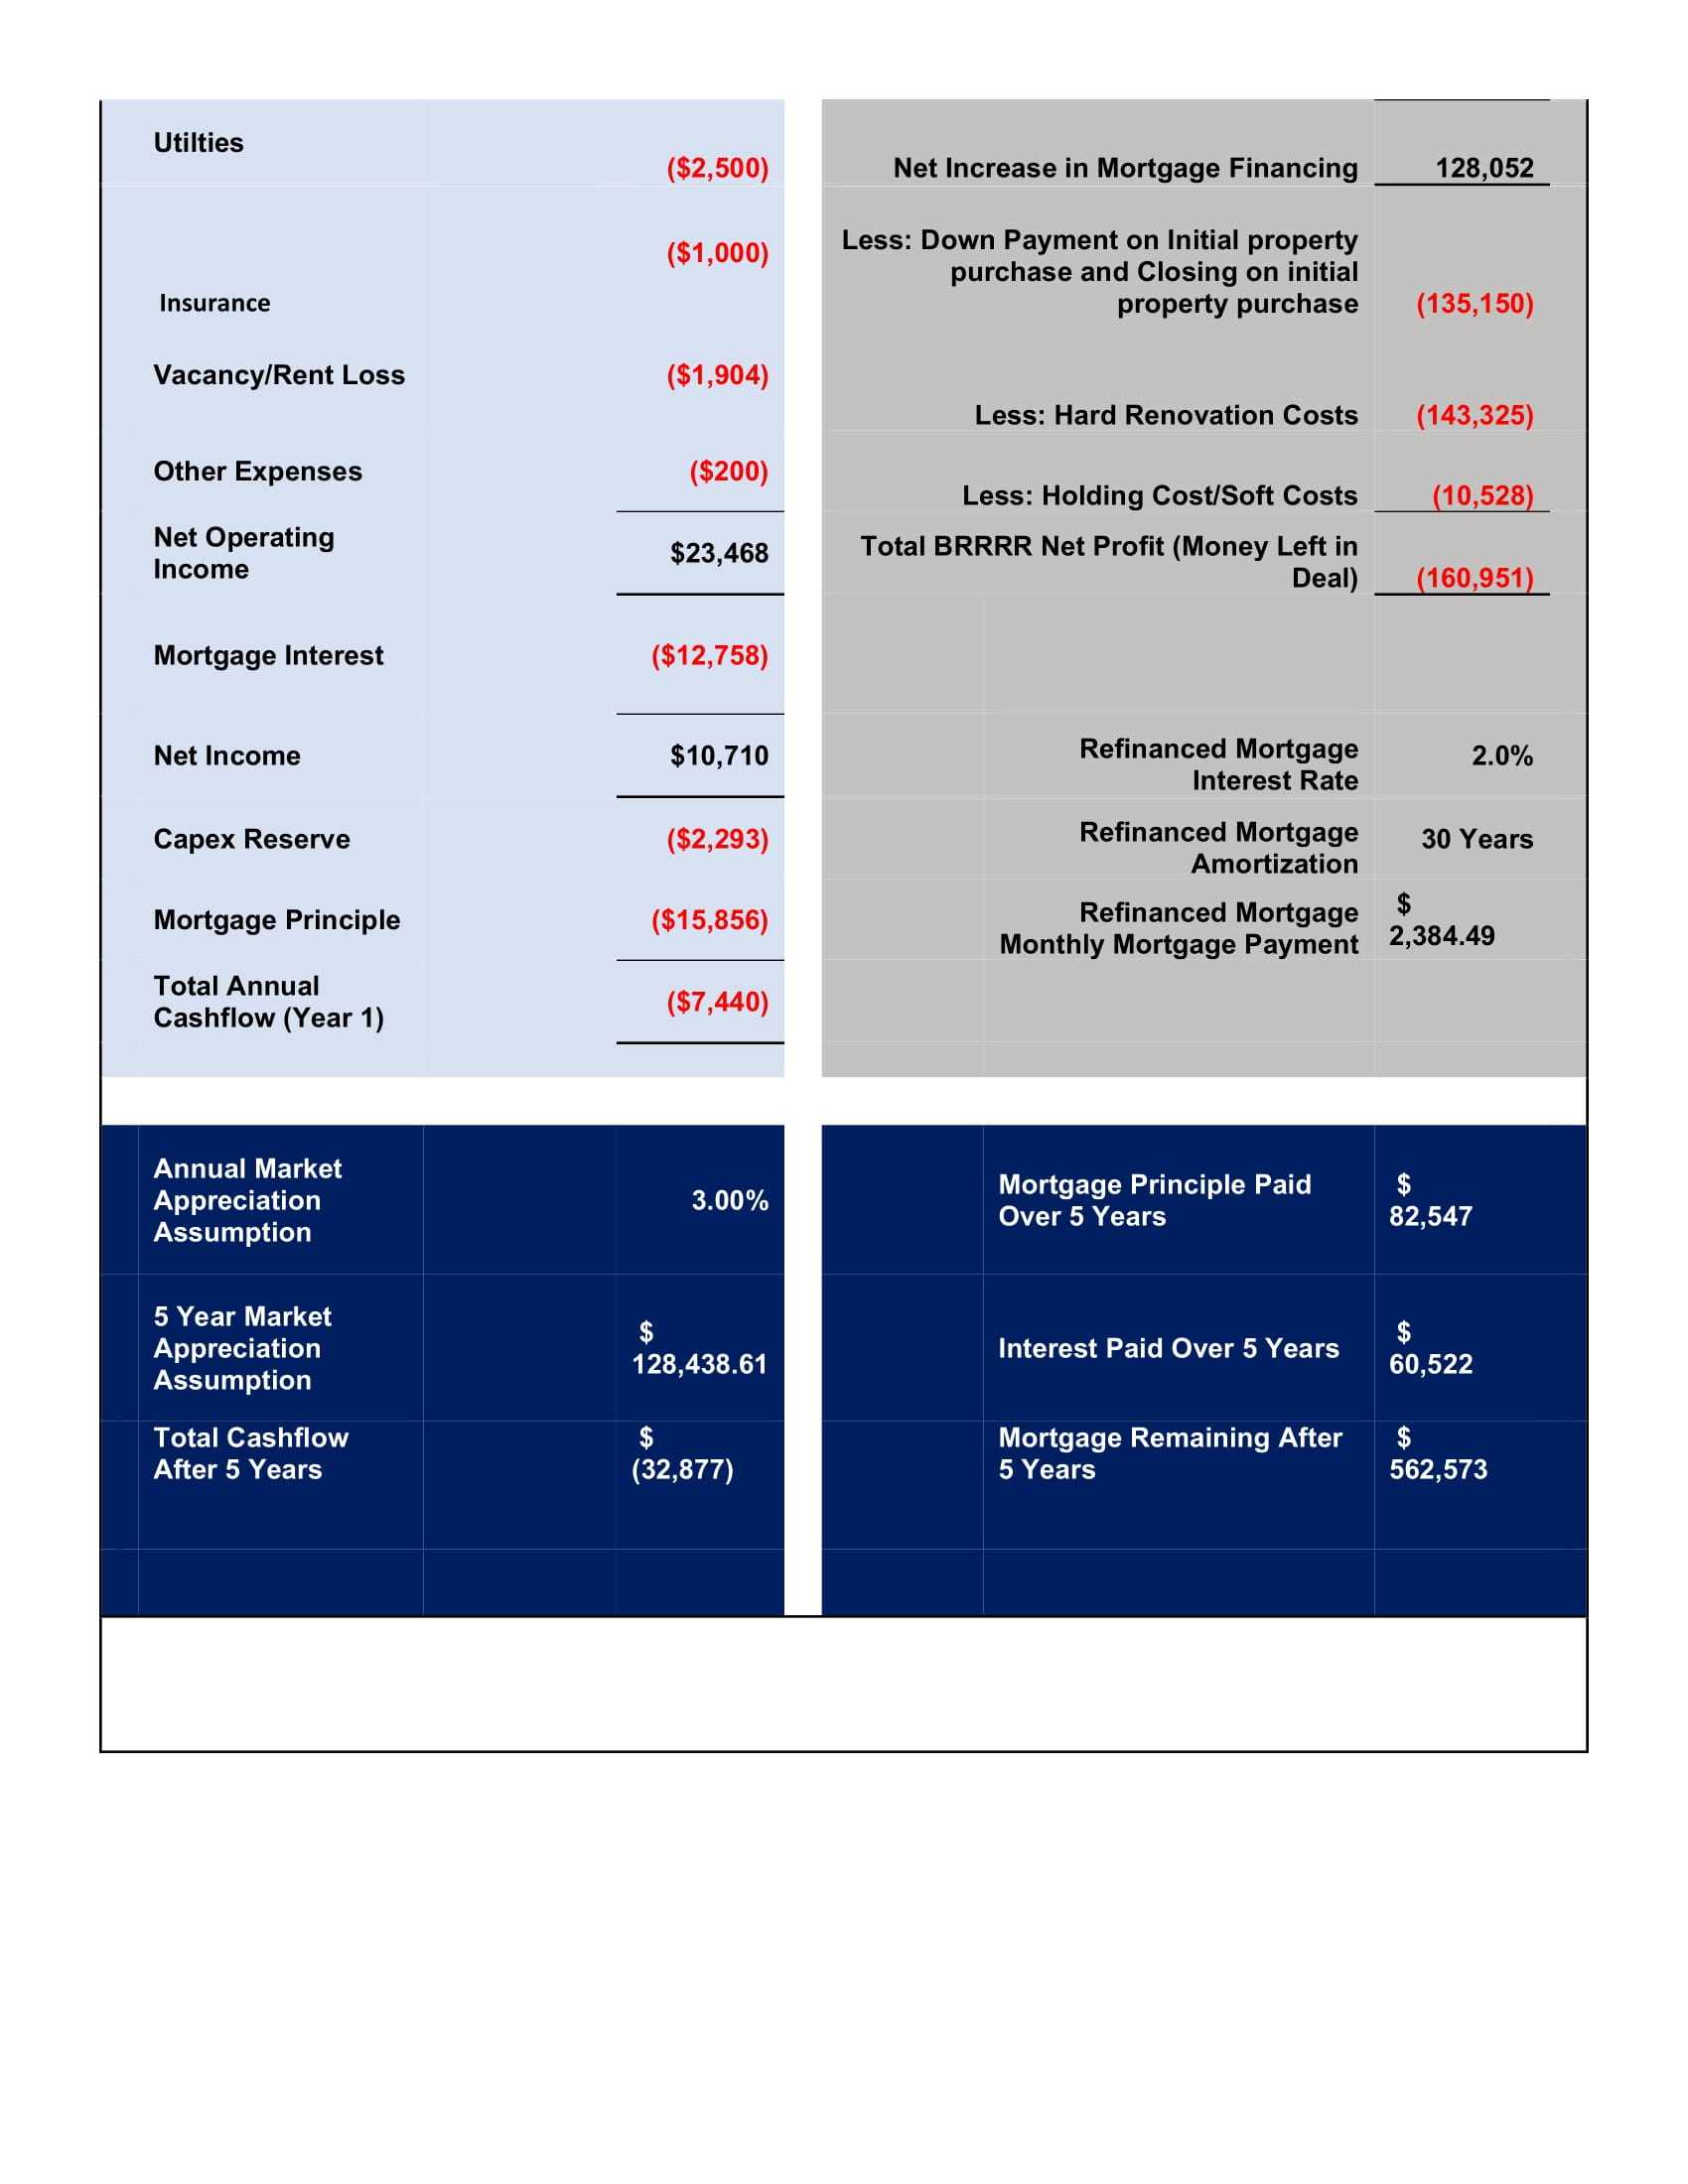 Utilties
($2,500)
Net Increase in Mortgage Financing
128,052
($1,000)
Insurance
Less: Down Payment on Initial property
purchase and Closing on initial
property purchase
(135,150)
Vacancy/Rent Loss
($1,904)
Less: Hard Renovation Costs
(143,325)
Other Expenses
($200)
Less: Holding Cost/Soft Costs
(10,528)
Net Operating
Income
$23,468
Total BRRRR Net Profit (Money Left in
Deal)
(160,951)
Mortgage Interest
($12,758)
Net Income
$10,710
Refinanced Mortgage
Interest Rate
2.0%
Capex Reserve
($2,293)
Refinanced Mortgage
Amortization
30 Years
Mortgage Principle
($15,856)
Refinanced Mortgage
Monthly Mortgage Payment
$
2,384.49
Total Annual
Cashflow (Year 1)
($7,440)
Annual Market
Appreciation
Assumption
3.00%
Mortgage Principle Paid
Over 5 Years
$
82,547
5 Year Market
Appreciation
Assumption
$
128,438.61
Interest Paid Over 5 Years
$
60,522
Total Cashflow
After 5 Years
$
(32,877)
Mortgage Remaining After
5 Years
$
562,573